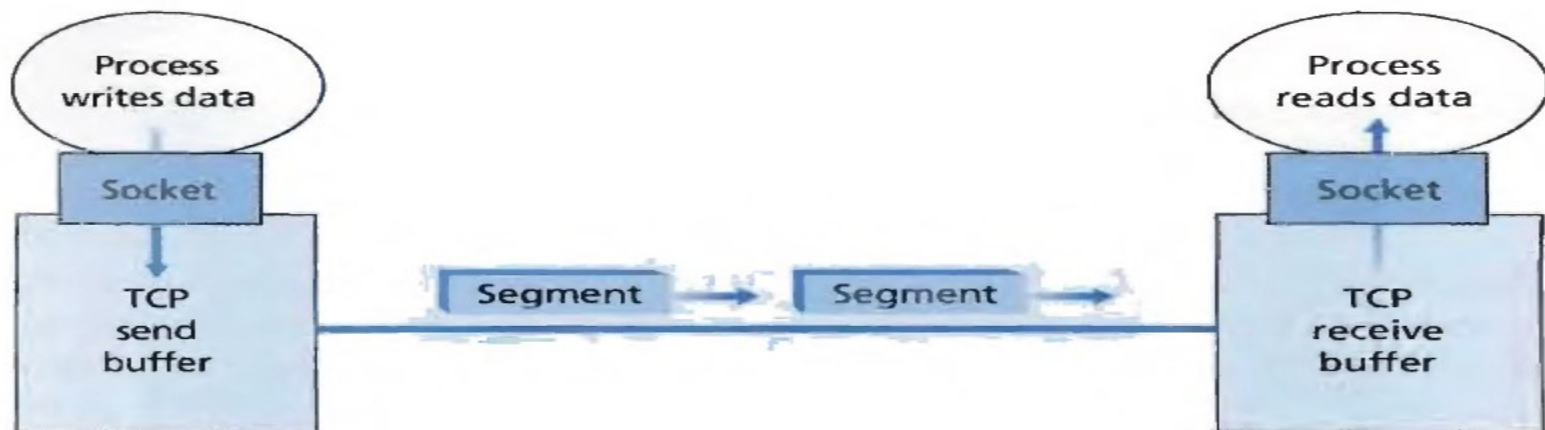 Process
writes data
Socket
TCP
send
buffer
Segment
Segment
Process
reads data
Socket
TCP
receive
buffer